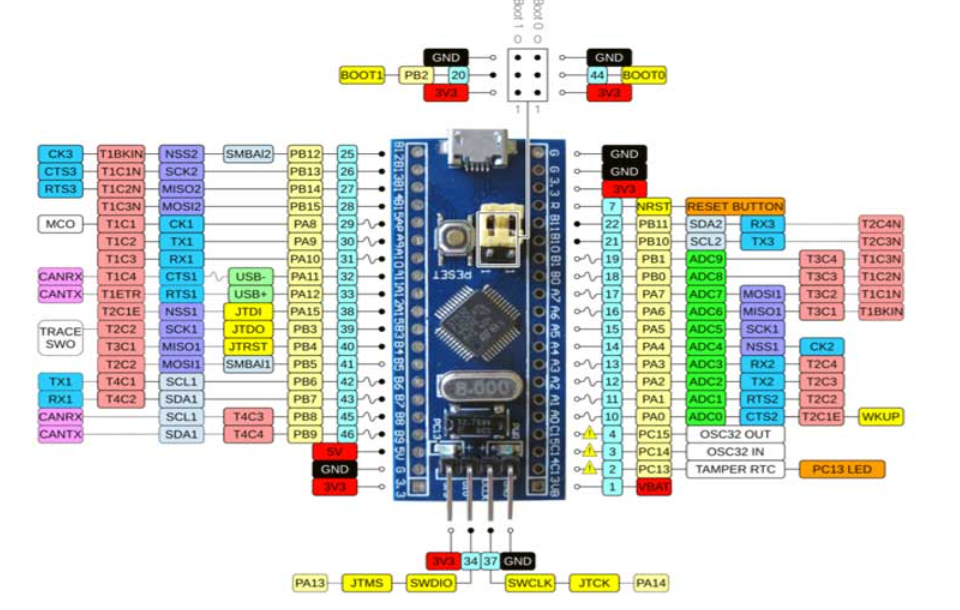 Boot 1 Boot 0
GND GND
BOOT1 PB2 20 44 BOOT0
3V3 3V3
1 1
CK3 T1BKIN NSS2 SMBAI2 PB12 25
CTS3 T1C1N SCK2 PB13 26
RTS3 T1C2N MISO2 PB14 27
T1C3N MOSI2 PB15 28
MCO T1C1 CK1 PA8 29
T1C2 TX1 PA9 30
T1C3 RX1 PA10 31
CANRX T1C4 CTS1 USB- PA11 32
CANTX T1ETR RTS1 USB+ PA12 33
T2C1E NSS1 JTDI PA15 38
TRACE SWO
T2C2 SCK1 JTDO PB3 39
T3C1 MISO1 JTRST PB4 40
T2C2 MOSI1 SMBAI1 PB5 41
TX1 T4C1 SCL1 PB6 42
RX1 T4C2 SDA1 PB7 43
CANRX SCL1 T4C3 PB8 45
CANTX SDA1 T4C4 PB9 46
5V
GND
3V3
RESET
8.000
GND
GND
3V3
7 NRST RESET BUTTON
22 PB11 SDA2 RX3 T2C4N
21 PB10 SCL2 TX3 T2C3N
19 PB1 ADC9 T3C4 T1C3N
18 PB0 ADC8 T3C3 T1C2N
17 PA7 ADC7 MOSI1 T3C2 T1C1N
16 PA6 ADC6 MISO1 T3C1 T1BKIN
15 PA5 ADC5 SCK1
14 PA4 ADC4 NSS1 CK2
13 PA3 ADC3 RX2 T2C4
12 PA2 ADC2 TX2 T2C3
11 PA1 ADC1 RTS2 T2C2
10 PA0 ADC0 CTS2 T2C1E WKUP
4 PC15 OSC32 OUT
3 PC14 OSC32 IN
2 PC13 TAMPER RTC PC13 LED
1 VBAT
3V3 34 37 GND
PA13 JTMS SWDIO SWCLK JTCK PA14